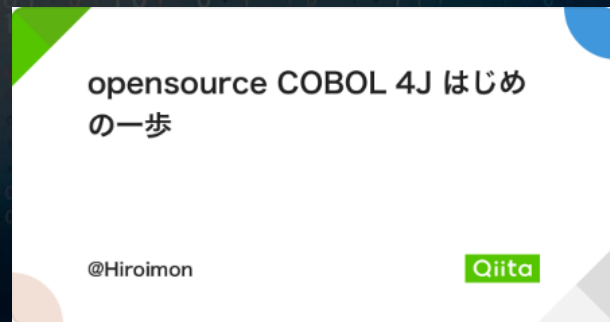 opensource COBOL 4J はじめ
の一歩
@Hiroimon
Qiita